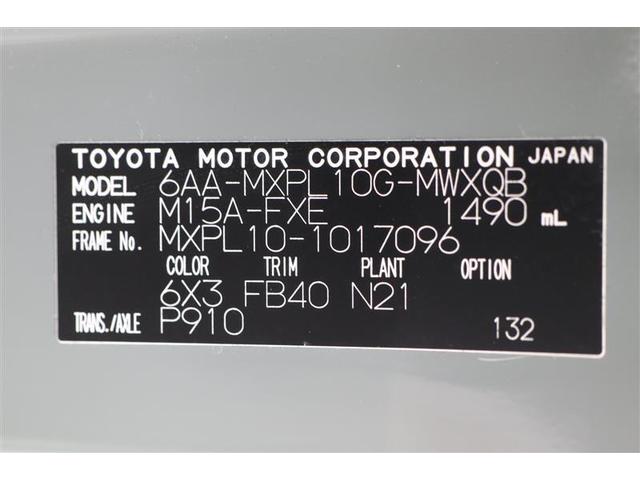 TOYOTA MOTOR CORPORATION JAPAN
MODEL 6AA-MXPL10G-MWXQB
ENGINE M15A-FXE 1490 mL
FRAME No. MXPL10-1017096
COLOR TRIM PLANT OPTION
6X3 FB40 N21
TRANS./AXLE P910 132